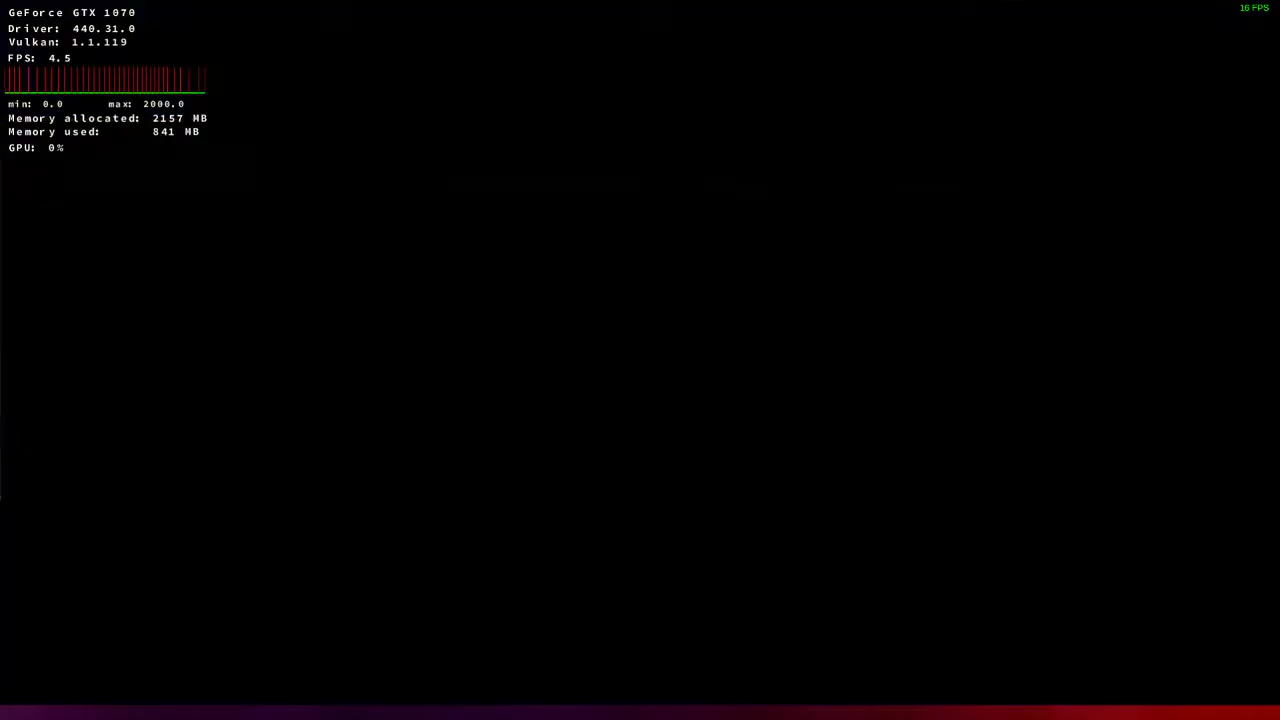 GeForce GTX 1070
16 FPS
Driver: 440.31.0
Vulkan: 1.1.119
FPS: 4.5
min: 0.0 max: 2000.0
Memory allocated: 2157 MB
Memory used: 841 MB
GPU: 0%